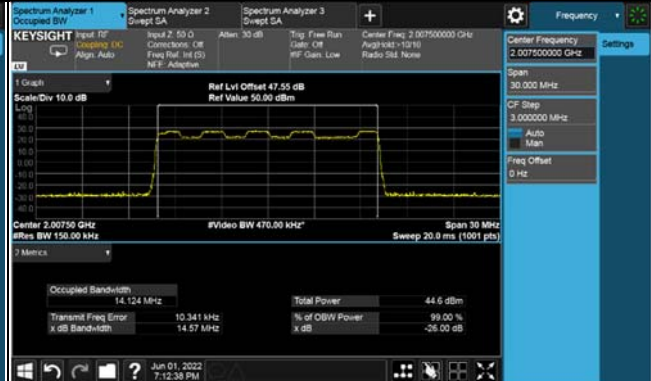 Spectrum Analyzer 1
Occupied BW
Spectrum Analyzer 2
Swept SA
Spectrum Analyzer 3
Swept SA
+
Frequency
KEYSIGHT
Input: RF
Coupling: DC
Align: Auto
Input Z: 50 Ω
Corrections: Off
Freq Ref: Int (S)
NFE: Adaptive
Atten: 30 dB
Trig: Free Run
Gate: Off
#IF Gain: Low
Center Freq: 2.007500000 GHz
Avg|Hold:>10/10
Radio Std: None
LXI
Center Frequency
2.007500000 GHz
Settings
Span
30.000 MHz
CF Step
3.000000 MHz
Auto
Man
Freq Offset
0 Hz
1 Graph
Scale/Div 10.0 dB
Ref Lvl Offset 47.55 dB
Ref Value 50.00 dBm
Log
40.0
30.0
20.0
10.0
0.00
-10.0
-20.0
-30.0
-40.0
Center 2.00750 GHz
#Res BW 150.00 kHz
#Video BW 470.00 kHz*
Span 30 MHz
Sweep 20.0 ms (1001 pts)
2 Metrics
Occupied Bandwidth
14.124 MHz
Total Power 44.6 dBm
Transmit Freq Error 10.341 kHz
% of OBW Power 99.00 %
x dB Bandwidth 14.57 MHz
x dB -26.00 dB
?
Jun 01, 2022
7:12:38 PM